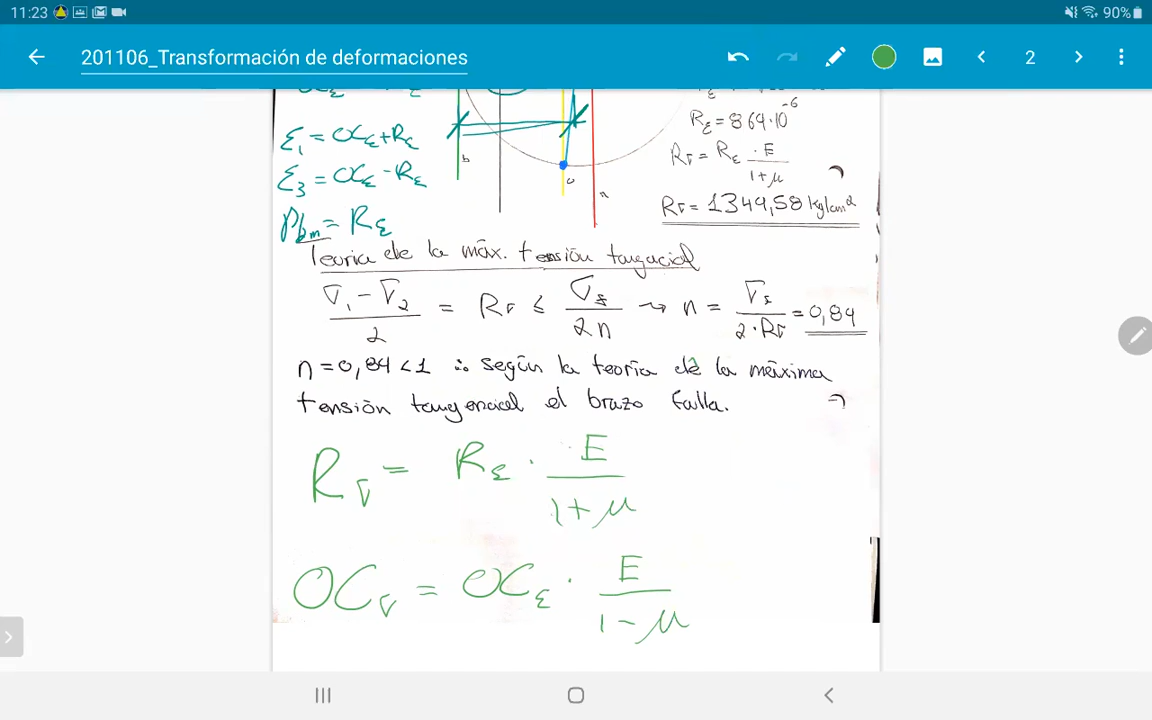 11:23
90%
201106_Transformación de deformaciones
2
ε₁ = OCε + Rε
ε₃ = OCε - Rε
= Rε
b
c
a
Rε = 864·10⁻⁶
Rσ = Rε · E / 1+μ
Rσ = 1349,58 kg/cm²
Teoría de la máx. tensión tangacial
σ₁ - σ₂ / 2 = Rσ ≤ / 2n ⇝ n = / 2·Rσ = 0,84
n = 0,84 < 1 ∴ según la teoría de la máxima
tensión tangencial el brazo falla.
Rσ = Rε · E / 1+μ
OCσ = OCε · E / 1-μ